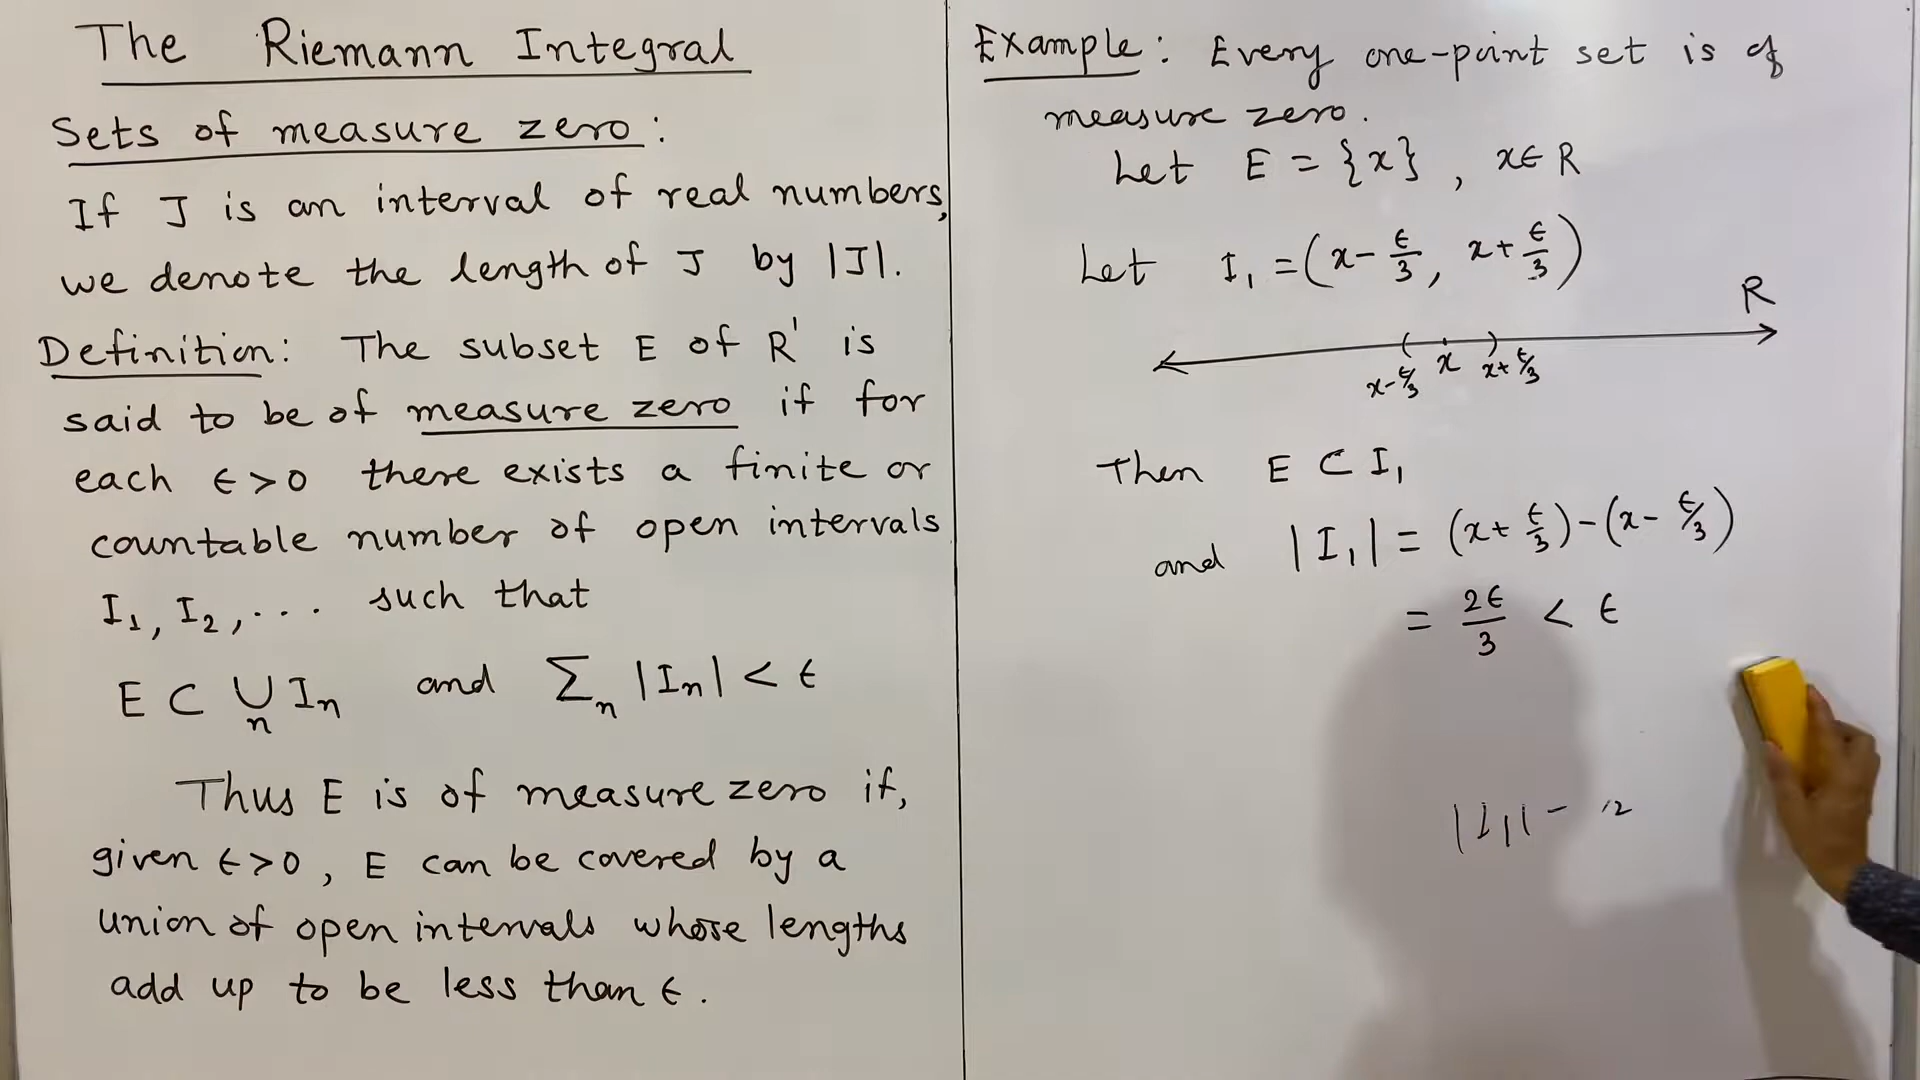 The Riemann Integral
Sets of measure zero:
If J is an interval of real numbers,
we denote the length of J by |J|.
Definition: The subset E of R' is
said to be of measure zero if for
each ϵ>0 there exists a finite or
countable number of open intervals
I₁, I₂, ... such that
E ⊂ ∪ₙ Iₙ and ∑ₙ |Iₙ| < ϵ
Thus E is of measure zero if,
given ϵ>0, E can be covered by a
union of open intervals whose lengths
add up to be less than ϵ.
Example: Every one-point set is of
measure zero.
Let E = {x}, x∈R
Let I₁ = (x - ϵ/3, x + ϵ/3)
R
x-ϵ/3 x x+ϵ/3
Then E ⊂ I₁
and |I₁| = (x + ϵ/3) - (x - ϵ/3)
= 2ϵ/3 < ϵ
|I₁| -